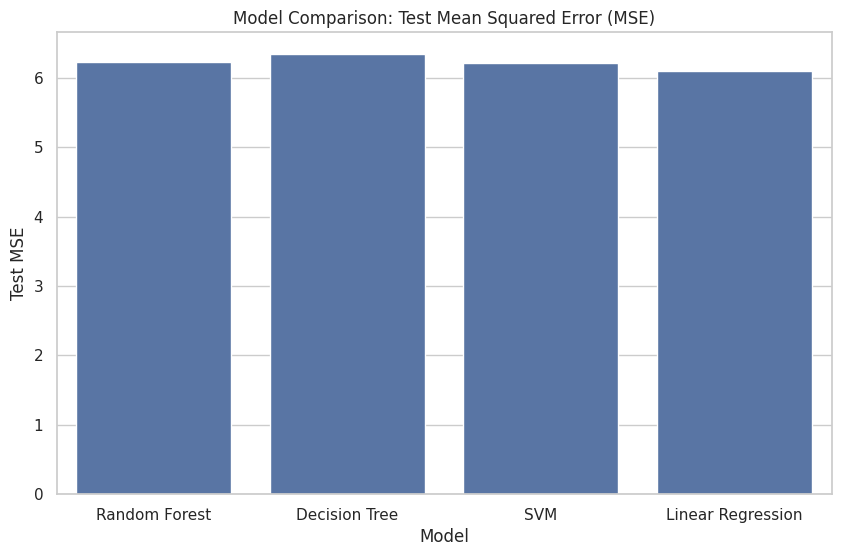 Model Comparison: Test Mean Squared Error (MSE)
Test MSE
6
5
4
3
2
1
0
Random Forest
Decision Tree
SVM
Linear Regression
Model